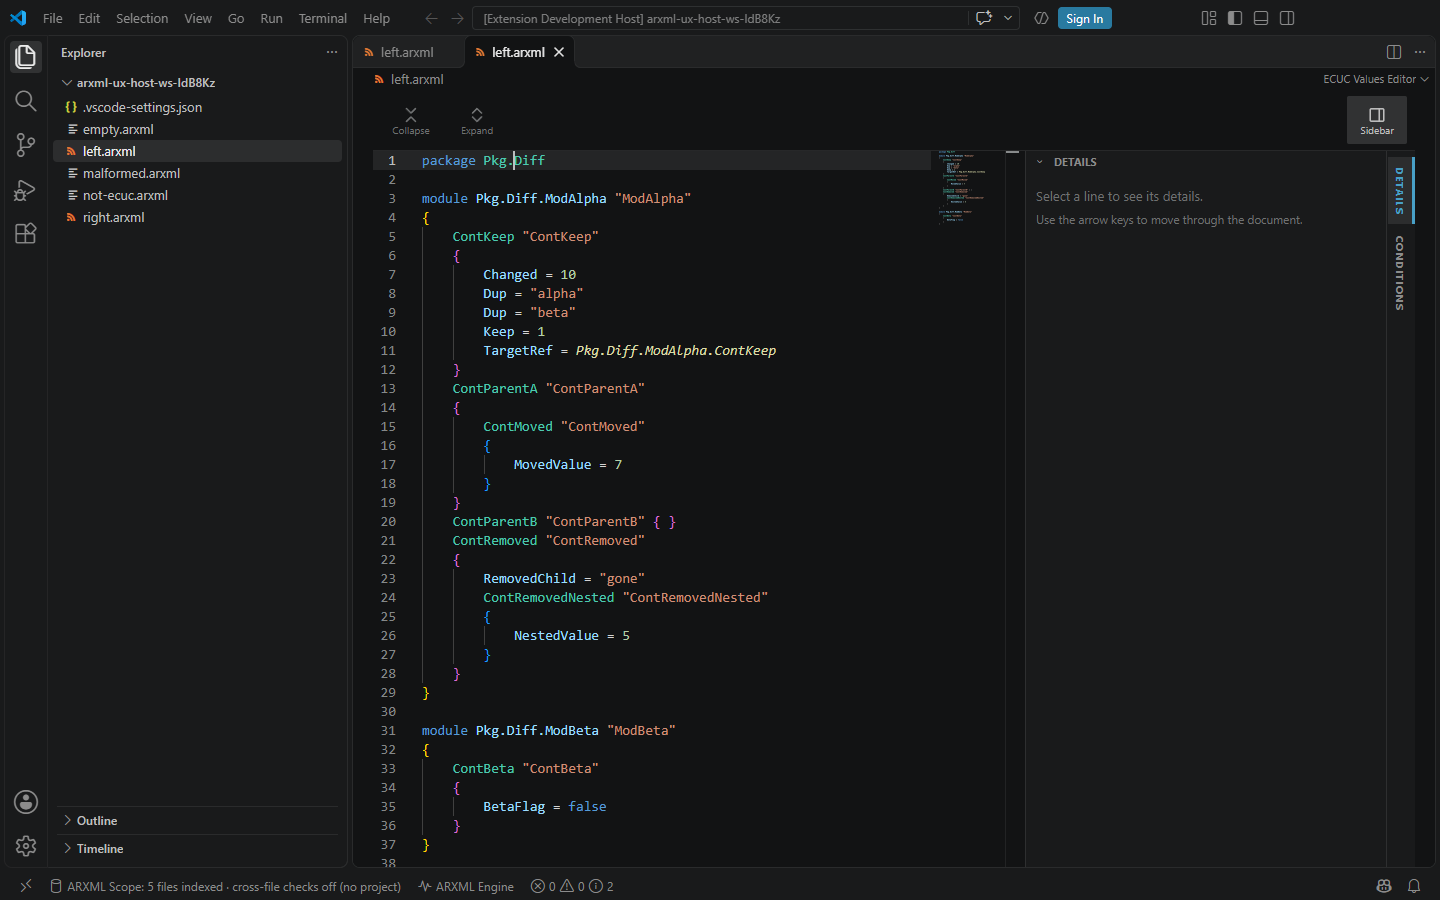 File Edit Selection View Go Run Terminal Help
[Extension Development Host] arxml-ux-host-ws-IdB8Kz
Sign In
Explorer
arxml-ux-host-ws-IdB8Kz
{} .vscode-settings.json
empty.arxml
left.arxml
malformed.arxml
not-ecuc.arxml
right.arxml
Outline
Timeline
left.arxml
left.arxml
left.arxml
ECUC Values Editor
Collapse
Expand
Sidebar
1 package Pkg.Diff
2
3 module Pkg.Diff.ModAlpha "ModAlpha"
4 {
5 ContKeep "ContKeep"
6 {
7 Changed = 10
8 Dup = "alpha"
9 Dup = "beta"
10 Keep = 1
11 TargetRef = Pkg.Diff.ModAlpha.ContKeep
12 }
13 ContParentA "ContParentA"
14 {
15 ContMoved "ContMoved"
16 {
17 MovedValue = 7
18 }
19 }
20 ContParentB "ContParentB" { }
21 ContRemoved "ContRemoved"
22 {
23 RemovedChild = "gone"
24 ContRemovedNested "ContRemovedNested"
25 {
26 NestedValue = 5
27 }
28 }
29 }
30
31 module Pkg.Diff.ModBeta "ModBeta"
32 {
33 ContBeta "ContBeta"
34 {
35 BetaFlag = false
36 }
37 }
38
DETAILS
Select a line to see its details.
Use the arrow keys to move through the document.
DETAILS
CONDITIONS
ARXML Scope: 5 files indexed · cross-file checks off (no project)
ARXML Engine
0 0 2